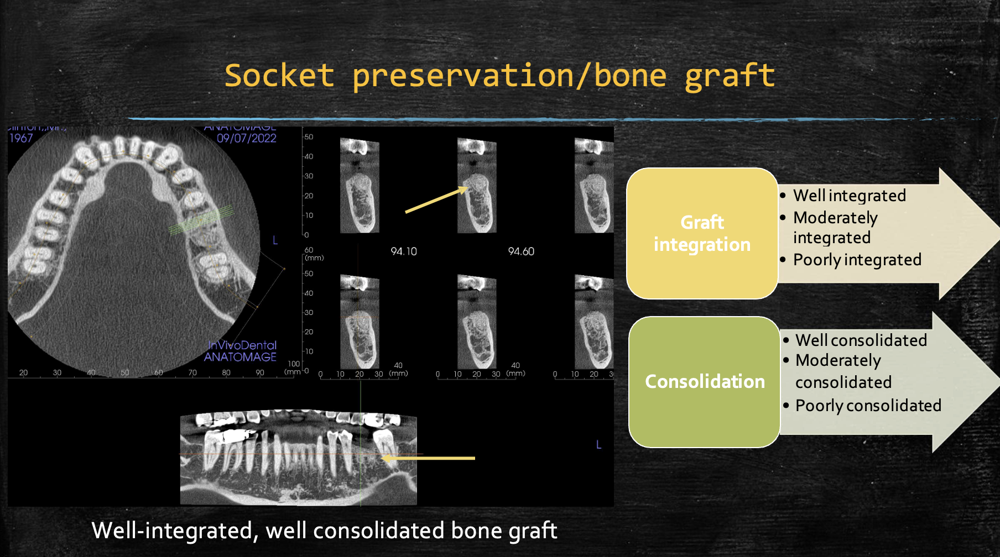 Socket preservation/bone graft
1967
ANATOMAGE
09/07/2022
L
InVivoDental
ANATOMAGE
20 30 40 50 60 70 80 90 100
(mm
50
40
30
20
10
0
94.10
94.60
60
(mm)
50
40
30
20
10
0
0 10 20 30 40
(mm)
0 10 20 30 40
(mm)
0 10 20
L
Graft
integration
• Well integrated
• Moderately
integrated
• Poorly integrated
Consolidation
• Well consolidated
• Moderately
consolidated
• Poorly consolidated
Well-integrated, well consolidated bone graft